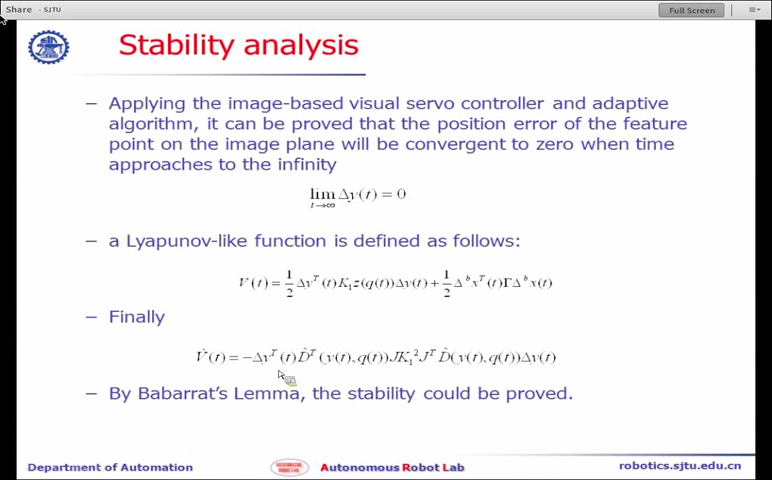 Share - SJTU
Full Screen
Stability analysis
– Applying the image-based visual servo controller and adaptive
algorithm, it can be proved that the position error of the feature
point on the image plane will be convergent to zero when time
approaches to the infinity
lim Δy(t) = 0
t→∞
– a Lyapunov-like function is defined as follows:
V(t) = 1/2 Δy^T(t)K₁z(q(t))Δy(t) + 1/2 Δ^b x^T(t)ΓΔ^b x(t)
– Finally
V̇(t) = −Δy^T(t)D̂^T(y(t), q(t))JK₁²J^T D̂(y(t), q(t))Δy(t)
– By Babarrat's Lemma, the stability could be proved.
Department of Automation
Autonomous Robot Lab
robotics.sjtu.edu.cn